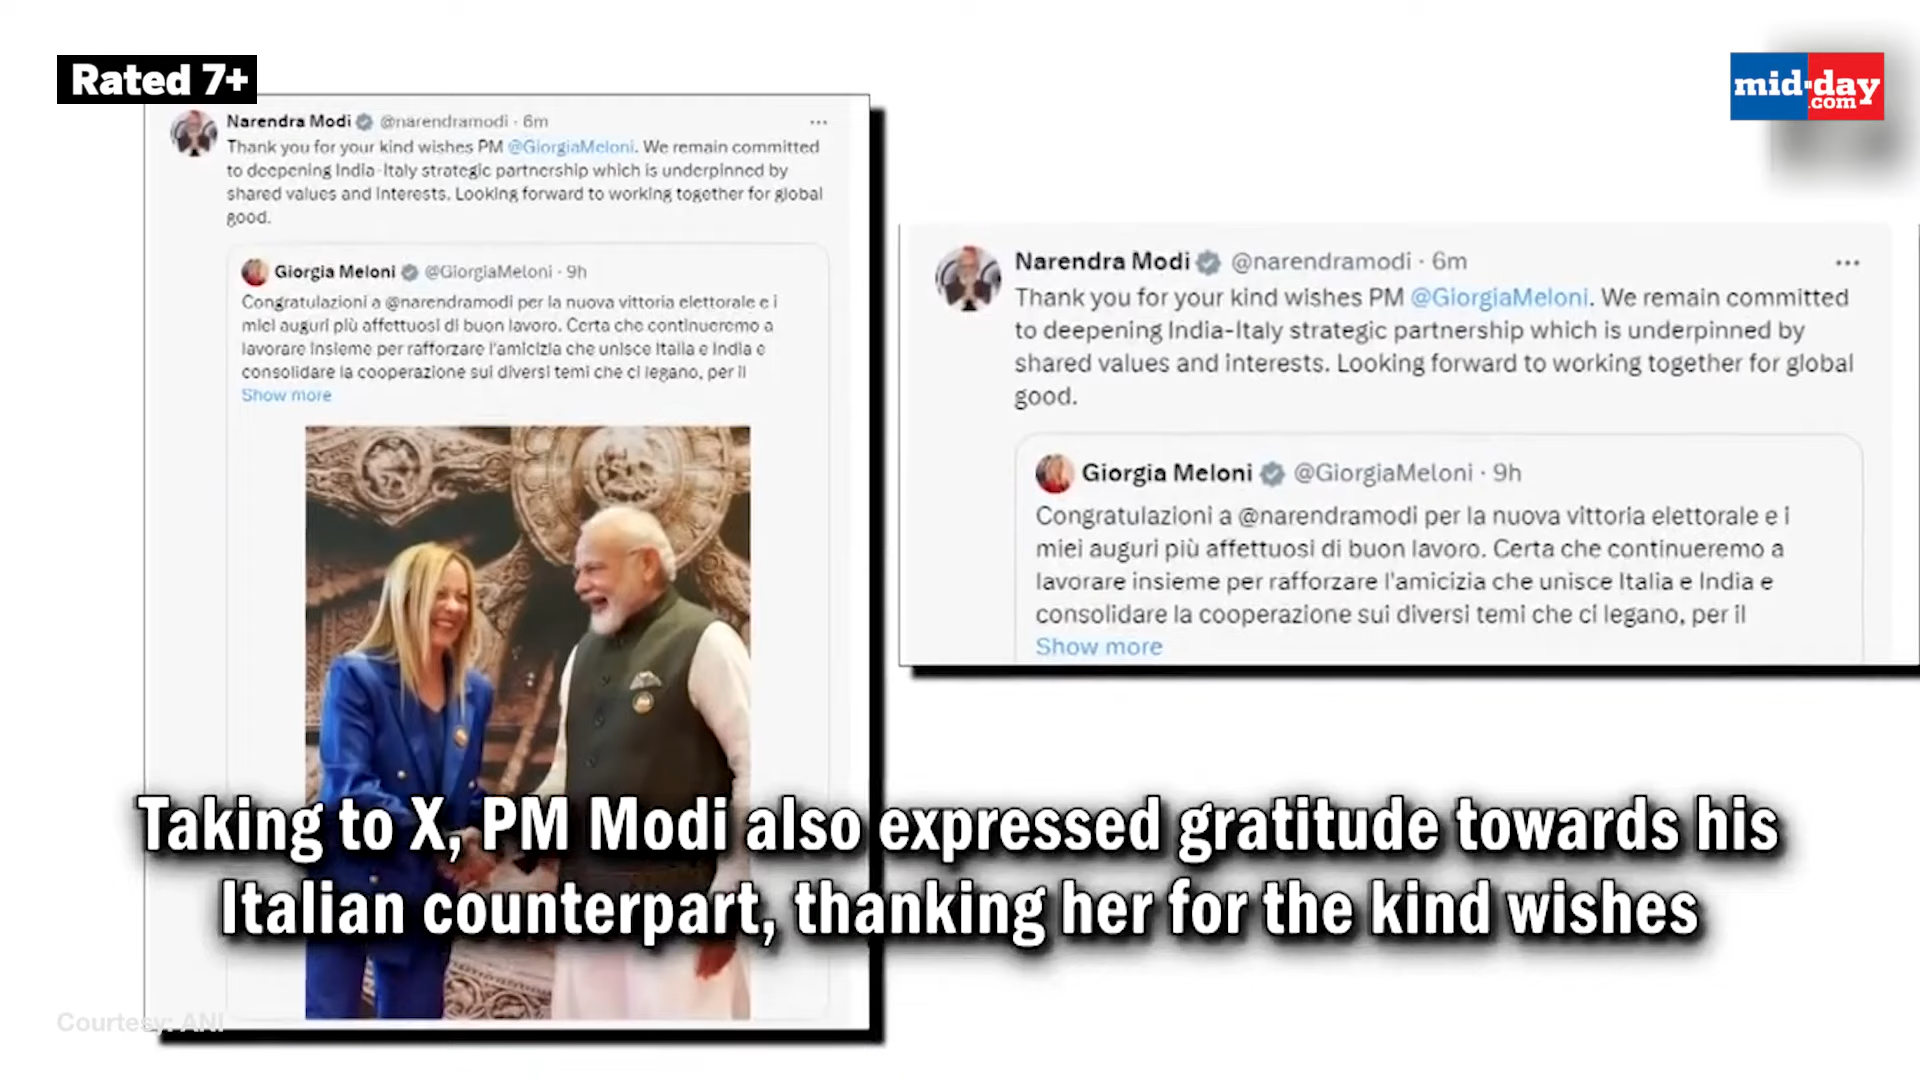 Rated 7+
mid-day
.com
Narendra Modi @narendramodi · 6m
Thank you for your kind wishes PM @GiorgiaMeloni. We remain committed
to deepening India-Italy strategic partnership which is underpinned by
shared values and interests. Looking forward to working together for global
good.
Giorgia Meloni @GiorgiaMeloni · 9h
Congratulazioni a @narendramodi per la nuova vittoria elettorale e i
miei auguri più affettuosi di buon lavoro. Certa che continueremo a
lavorare insieme per rafforzare l'amicizia che unisce Italia e India e
consolidare la cooperazione sui diversi temi che ci legano, per il
Show more
Narendra Modi @narendramodi · 6m
Thank you for your kind wishes PM @GiorgiaMeloni. We remain committed
to deepening India-Italy strategic partnership which is underpinned by
shared values and interests. Looking forward to working together for global
good.
Giorgia Meloni @GiorgiaMeloni · 9h
Congratulazioni a @narendramodi per la nuova vittoria elettorale e i
miei auguri più affettuosi di buon lavoro. Certa che continueremo a
lavorare insieme per rafforzare l'amicizia che unisce Italia e India e
consolidare la cooperazione sui diversi temi che ci legano, per il
Show more
Taking to X, PM Modi also expressed gratitude towards his
Italian counterpart, thanking her for the kind wishes
Courtesy: ANI